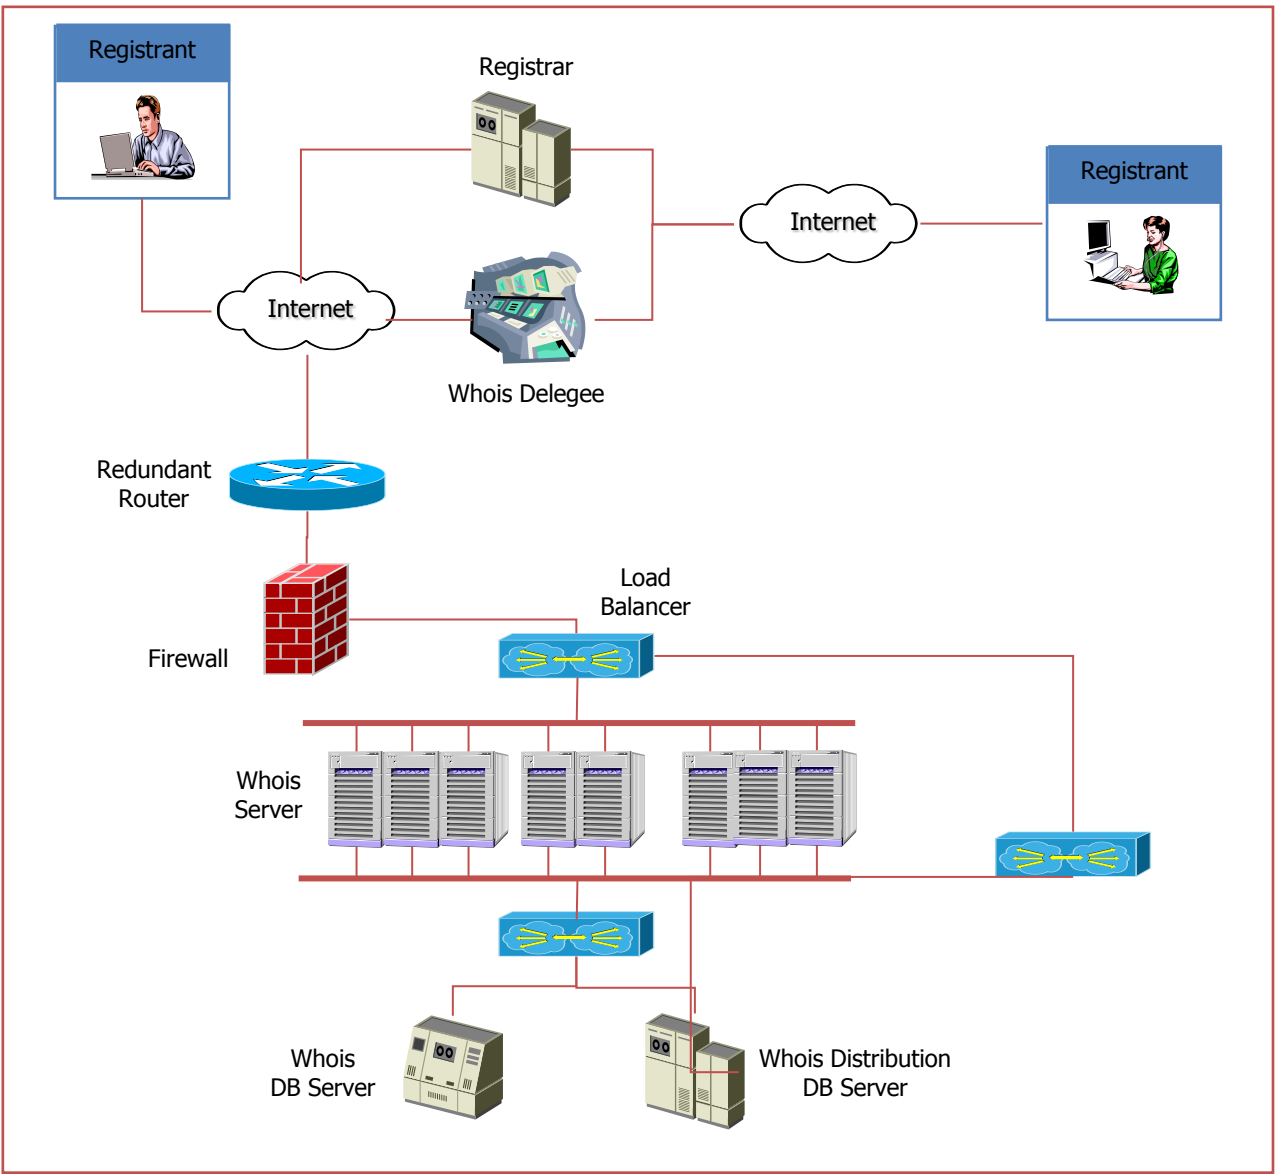 Registrant
Registrar
Registrant
Internet
Internet
Whois Delegee
Redundant
Router
Load
Balancer
Firewall
Whois
Server
Whois
DB Server
Whois Distribution
DB Server